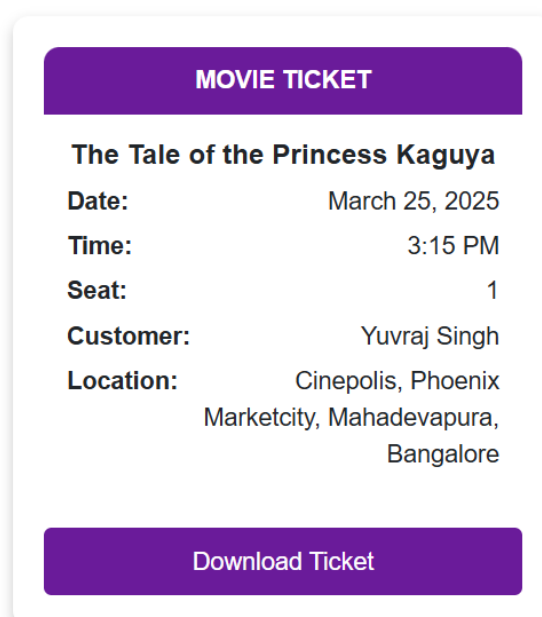 MOVIE TICKET
The Tale of the Princess Kaguya
Date: March 25, 2025
Time: 3:15 PM
Seat: 1
Customer: Yuvraj Singh
Location: Cinepolis, Phoenix
Marketcity, Mahadevapura,
Bangalore
Download Ticket